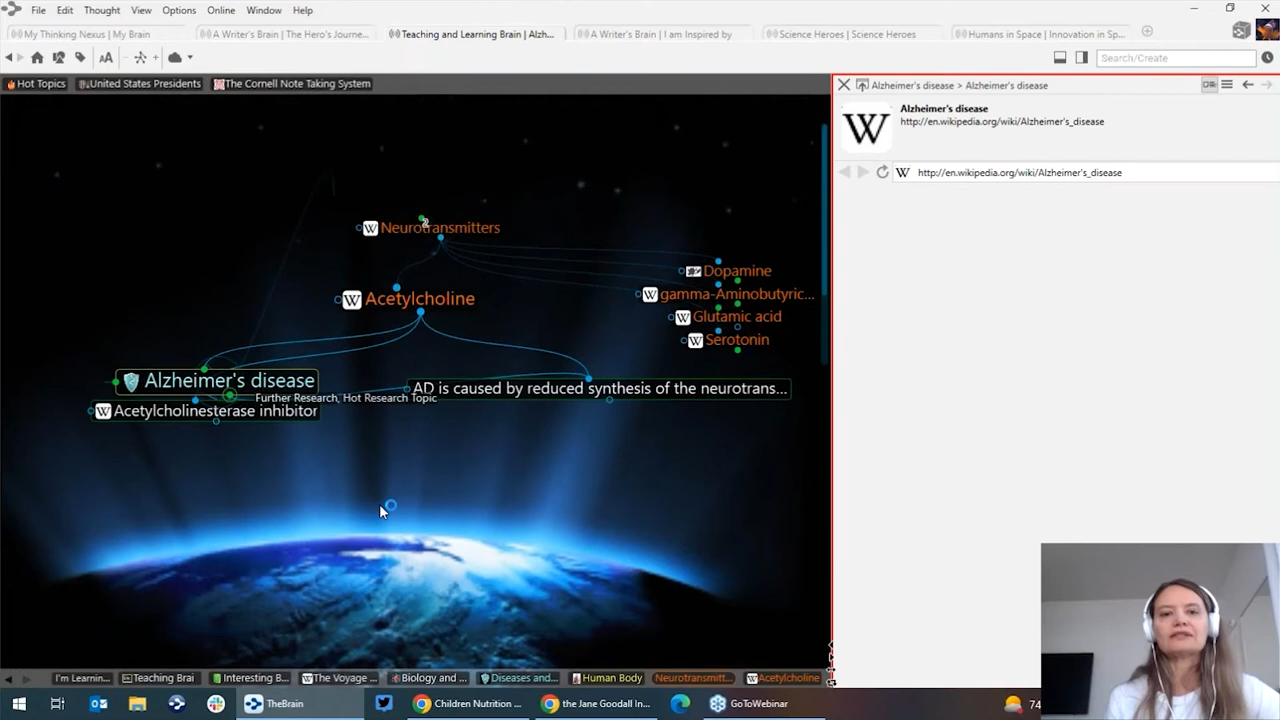 File Edit Thought View Options Online Window Help
My Thinking Nexus | My Brain
A Writer's Brain | The Hero's Journe...
Teaching and Learning Brain | Alzh...
A Writer's Brain | I am Inspired by
Science Heroes | Science Heroes
Humans in Space | Innovation in Sp...
AA
Search/Create
Hot Topics United States Presidents The Cornell Note Taking System
Alzheimer's disease > Alzheimer's disease
W Alzheimer's disease
http://en.wikipedia.org/wiki/Alzheimer's_disease
W http://en.wikipedia.org/wiki/Alzheimer's_disease
2
W Neurotransmitters
Dopamine
W Acetylcholine
W gamma-Aminobutyric...
W Glutamic acid
W Serotonin
Alzheimer's disease
AD is caused by reduced synthesis of the neurotrans...
Further Research, Hot Research Topic
W Acetylcholinesterase inhibitor
I'm Learnin... Teaching Brai Interesting B... W The Voyage ... Biology and ... Diseases and... Human Body Neurotransmitt... W Acetylcholine
TheBrain Children Nutrition ... the Jane Goodall In... GoToWebinar 74